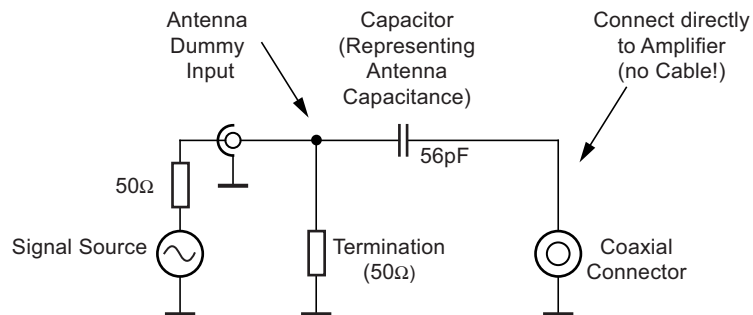 Antenna
Dummy
Input
Capacitor
(Representing
Antenna
Capacitance)
Connect directly
to Amplifier
(no Cable!)
56pF
50Ω
Signal Source
Termination
(50Ω)
Coaxial
Connector